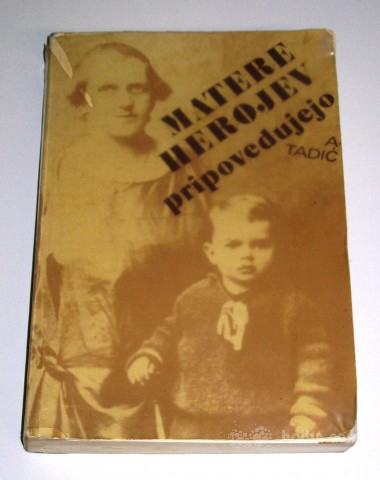 MATERE
HEROJEV
pripovedujejo
A
TADIĆ